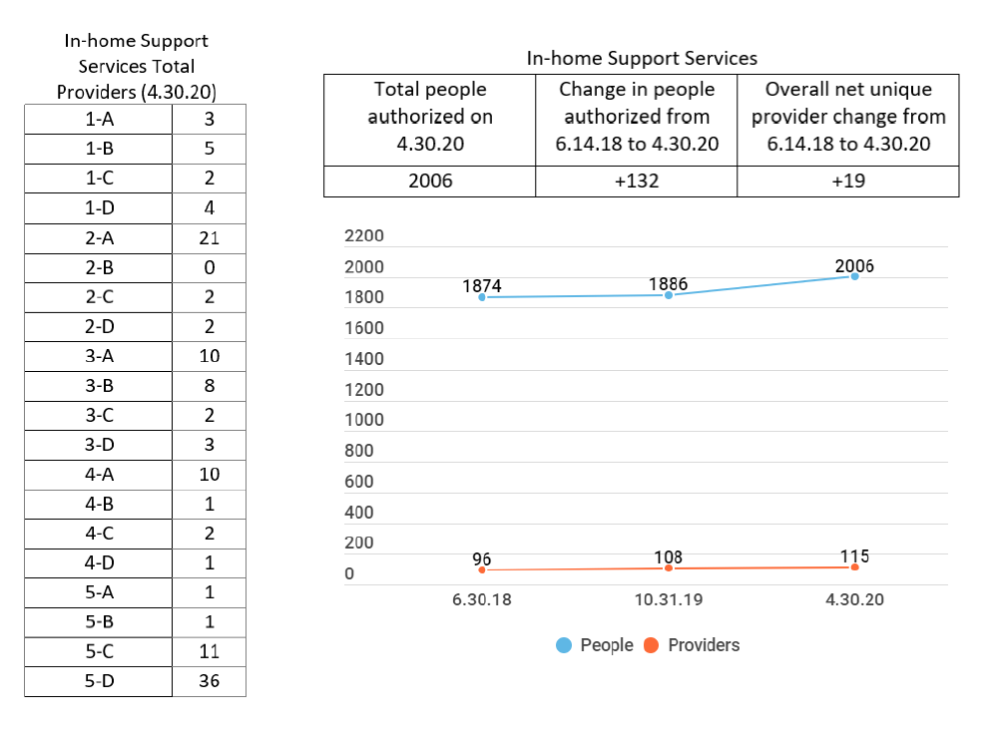 In-home Support
Services Total
Providers (4.30.20)
1-A 3
1-B 5
1-C 2
1-D 4
2-A 21
2-B 0
2-C 2
2-D 2
3-A 10
3-B 8
3-C 2
3-D 3
4-A 10
4-B 1
4-C 2
4-D 1
5-A 1
5-B 1
5-C 11
5-D 36
In-home Support Services
Total people Change in people Overall net unique
authorized on authorized from provider change from
4.30.20 6.14.18 to 4.30.20 6.14.18 to 4.30.20
2006 +132 +19
2200
2000
1800
1600
1400
1200
1000
800
600
400
200
0
1874 1886 2006
96 108 115
6.30.18 10.31.19 4.30.20
People Providers